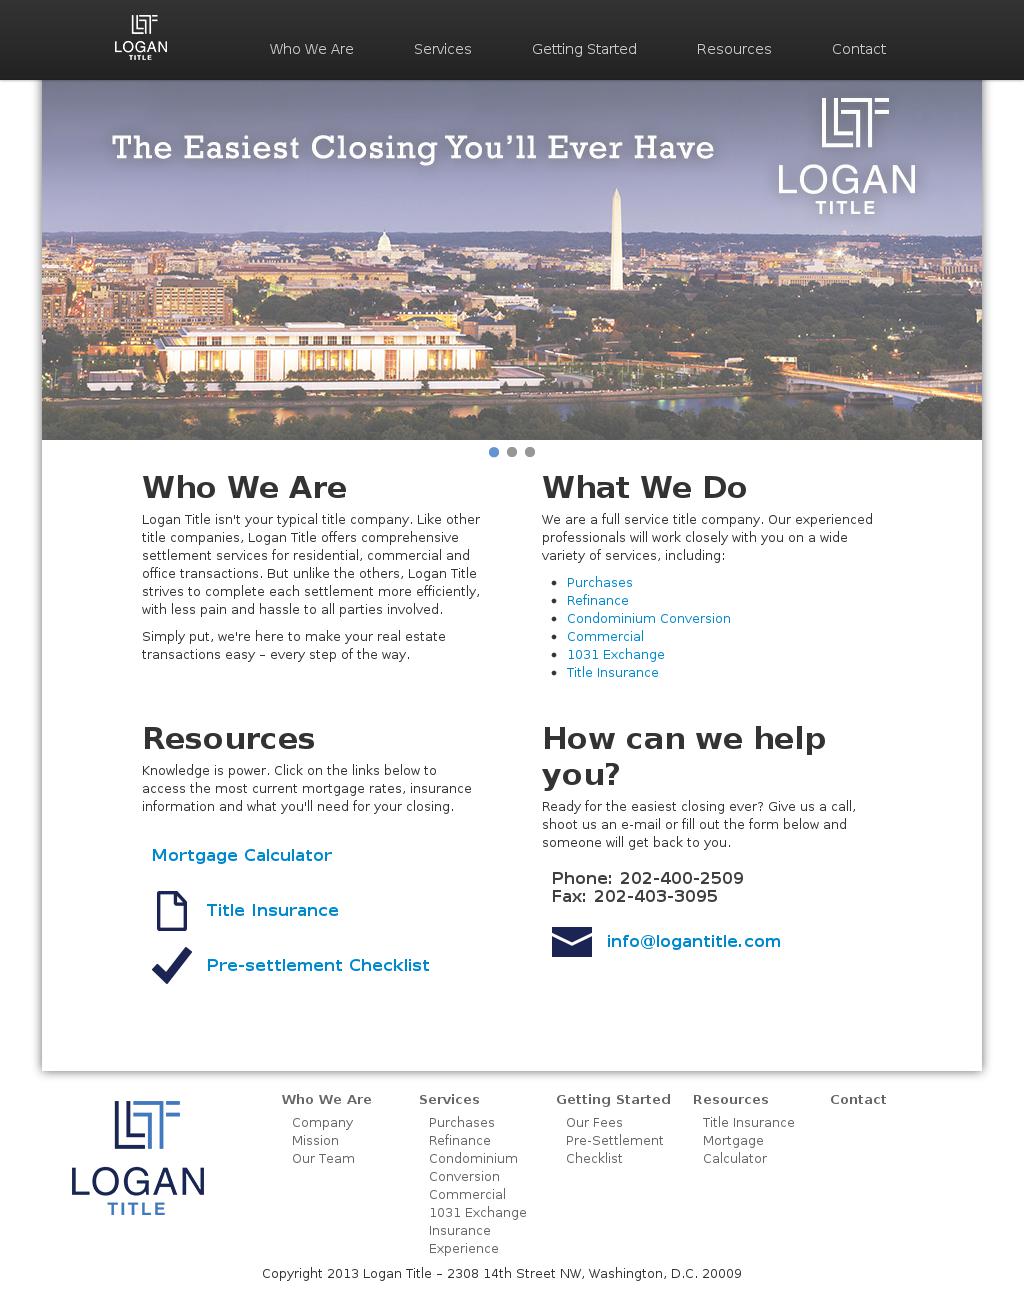 LOGAN
TITLE
Who We Are
Services
Getting Started
Resources
Contact
The Easiest Closing You'll Ever Have
LOGAN
TITLE
Who We Are
Logan Title isn't your typical title company. Like other
title companies, Logan Title offers comprehensive
settlement services for residential, commercial and
office transactions. But unlike the others, Logan Title
strives to complete each settlement more efficiently,
with less pain and hassle to all parties involved.
Simply put, we're here to make your real estate
transactions easy – every step of the way.
What We Do
We are a full service title company. Our experienced
professionals will work closely with you on a wide
variety of services, including:
Purchases
Refinance
Condominium Conversion
Commercial
1031 Exchange
Title Insurance
Resources
Knowledge is power. Click on the links below to
access the most current mortgage rates, insurance
information and what you'll need for your closing.
Mortgage Calculator
Title Insurance
Pre-settlement Checklist
How can we help
you?
Ready for the easiest closing ever? Give us a call,
shoot us an e-mail or fill out the form below and
someone will get back to you.
Phone: 202-400-2509
Fax: 202-403-3095
info@logantitle.com
LOGAN
TITLE
Who We Are
Company
Mission
Our Team
Services
Purchases
Refinance
Condominium
Conversion
Commercial
1031 Exchange
Insurance
Experience
Getting Started
Our Fees
Pre-Settlement
Checklist
Resources
Title Insurance
Mortgage
Calculator
Contact
Copyright 2013 Logan Title – 2308 14th Street NW, Washington, D.C. 20009